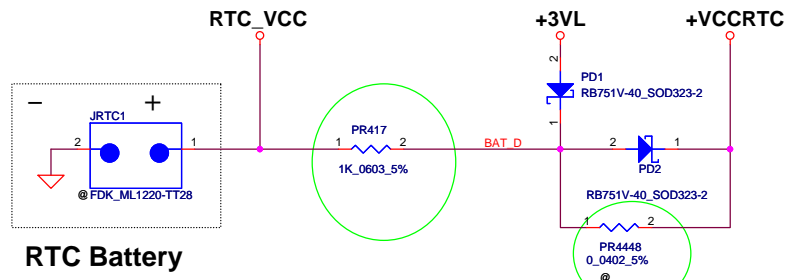 RTC_VCC
+3VL
+VCCRTC
2
PD1
RB751V-40_SOD323-2
1
− +
JRTC1
2
1
PR417
1 2
1K_0603_5%
BAT_D
2
1
PD2
@FDK_ML1220-TT28
RB751V-40_SOD323-2
1 2
RTC Battery
PR4448
0_0402_5%
@